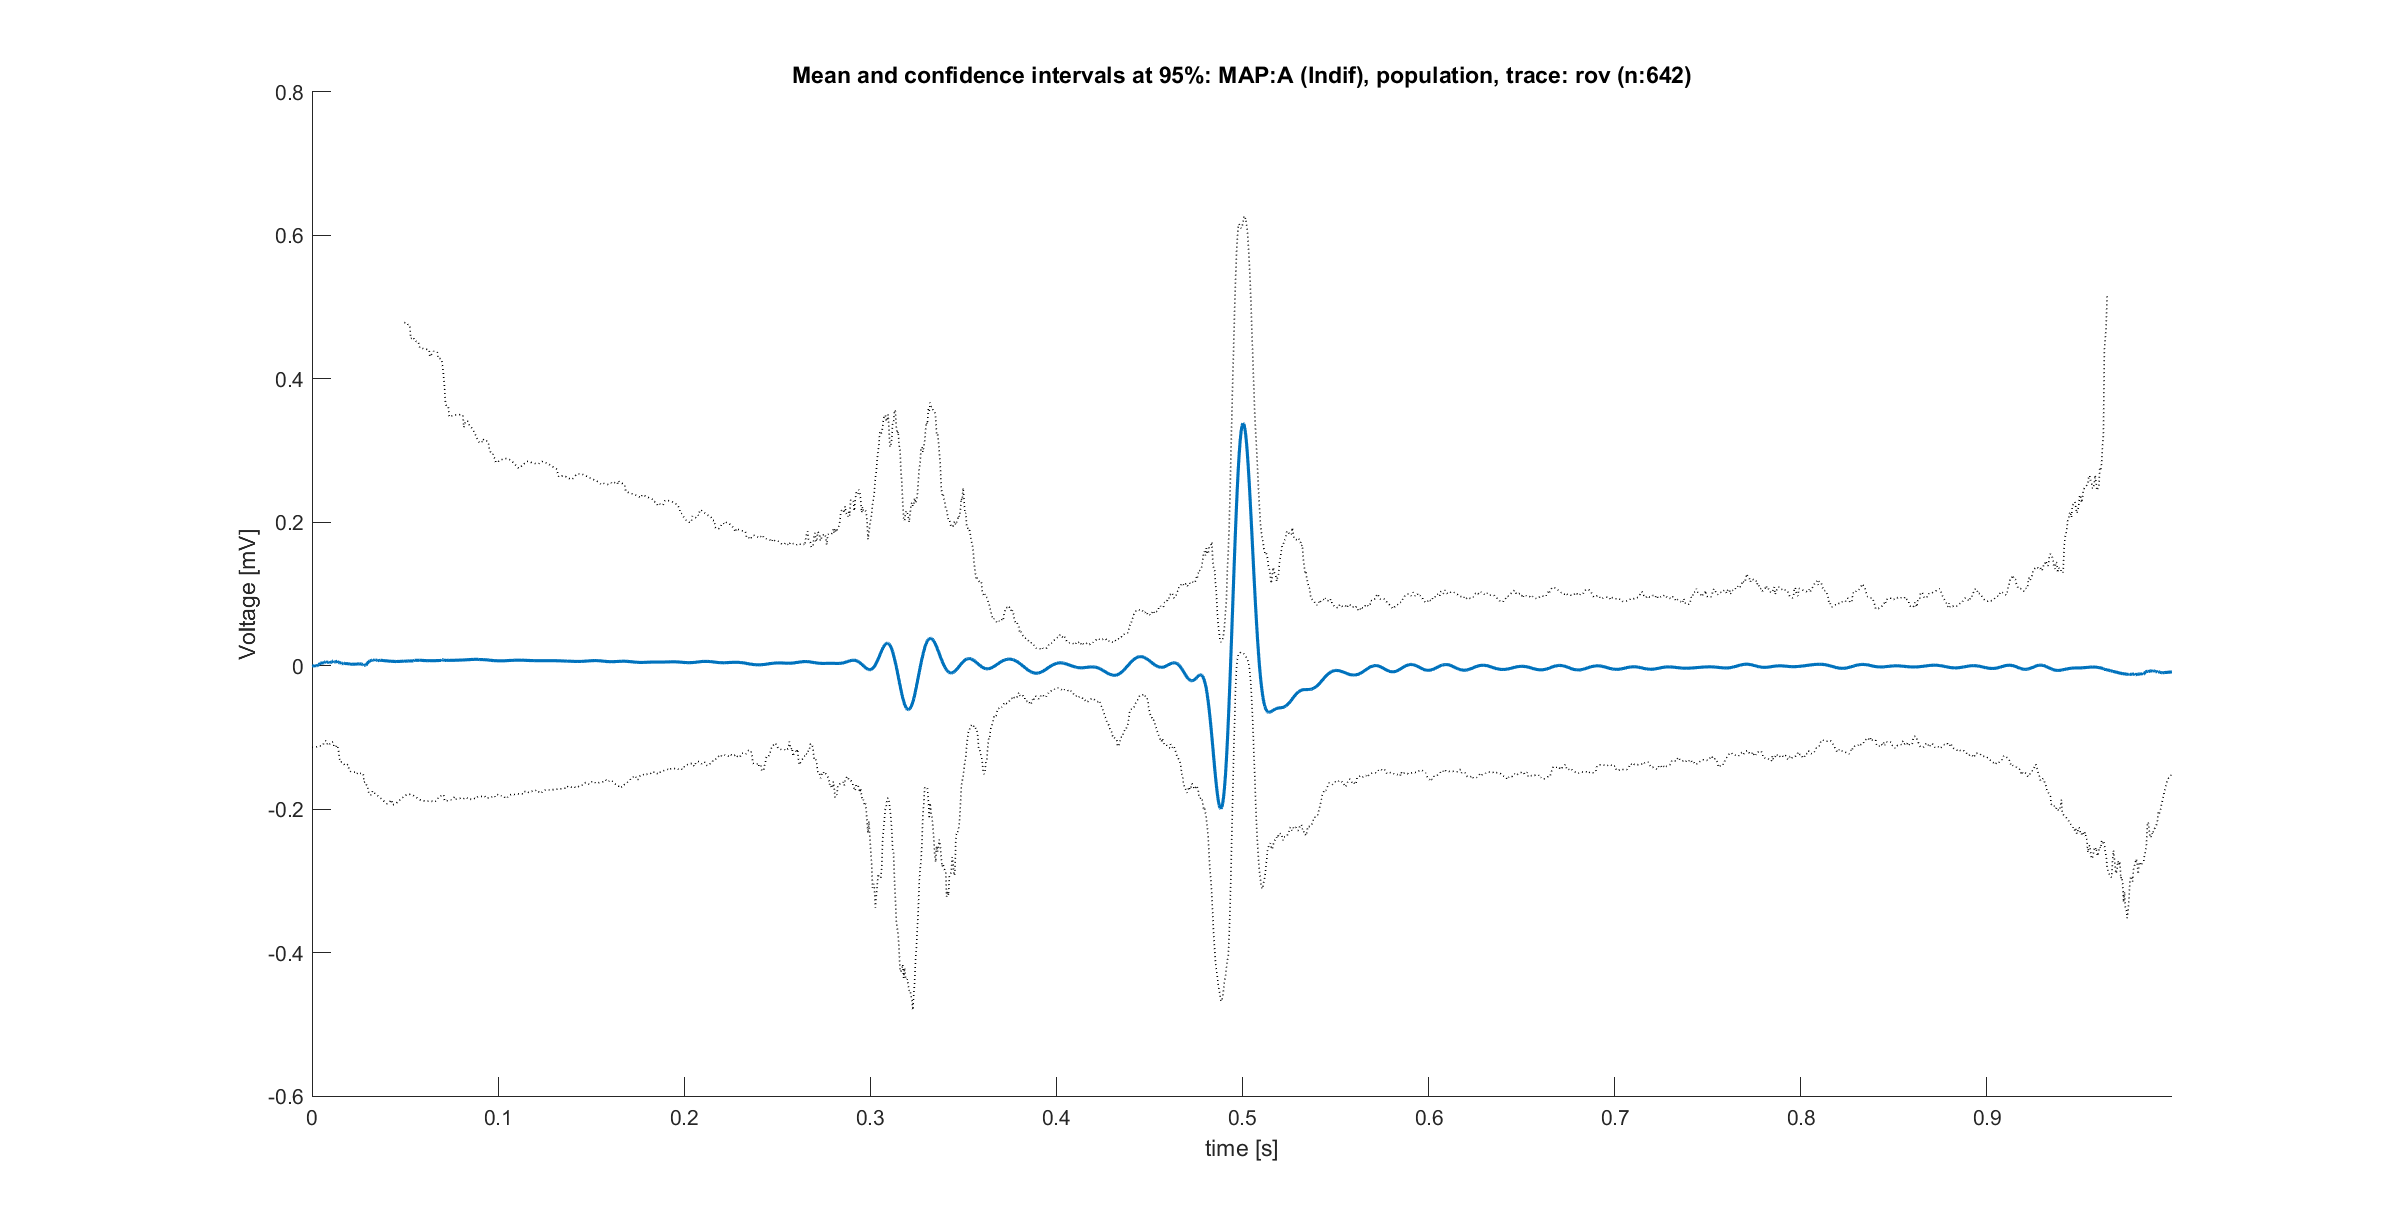 Mean and confidence intervals at 95%: MAP:A (Indif), population, trace: rov (n:642)
0.8
0.6
0.4
0.2
0
-0.2
-0.4
-0.6
Voltage [mV]
0 0.1 0.2 0.3 0.4 0.5 0.6 0.7 0.8 0.9
time [s]